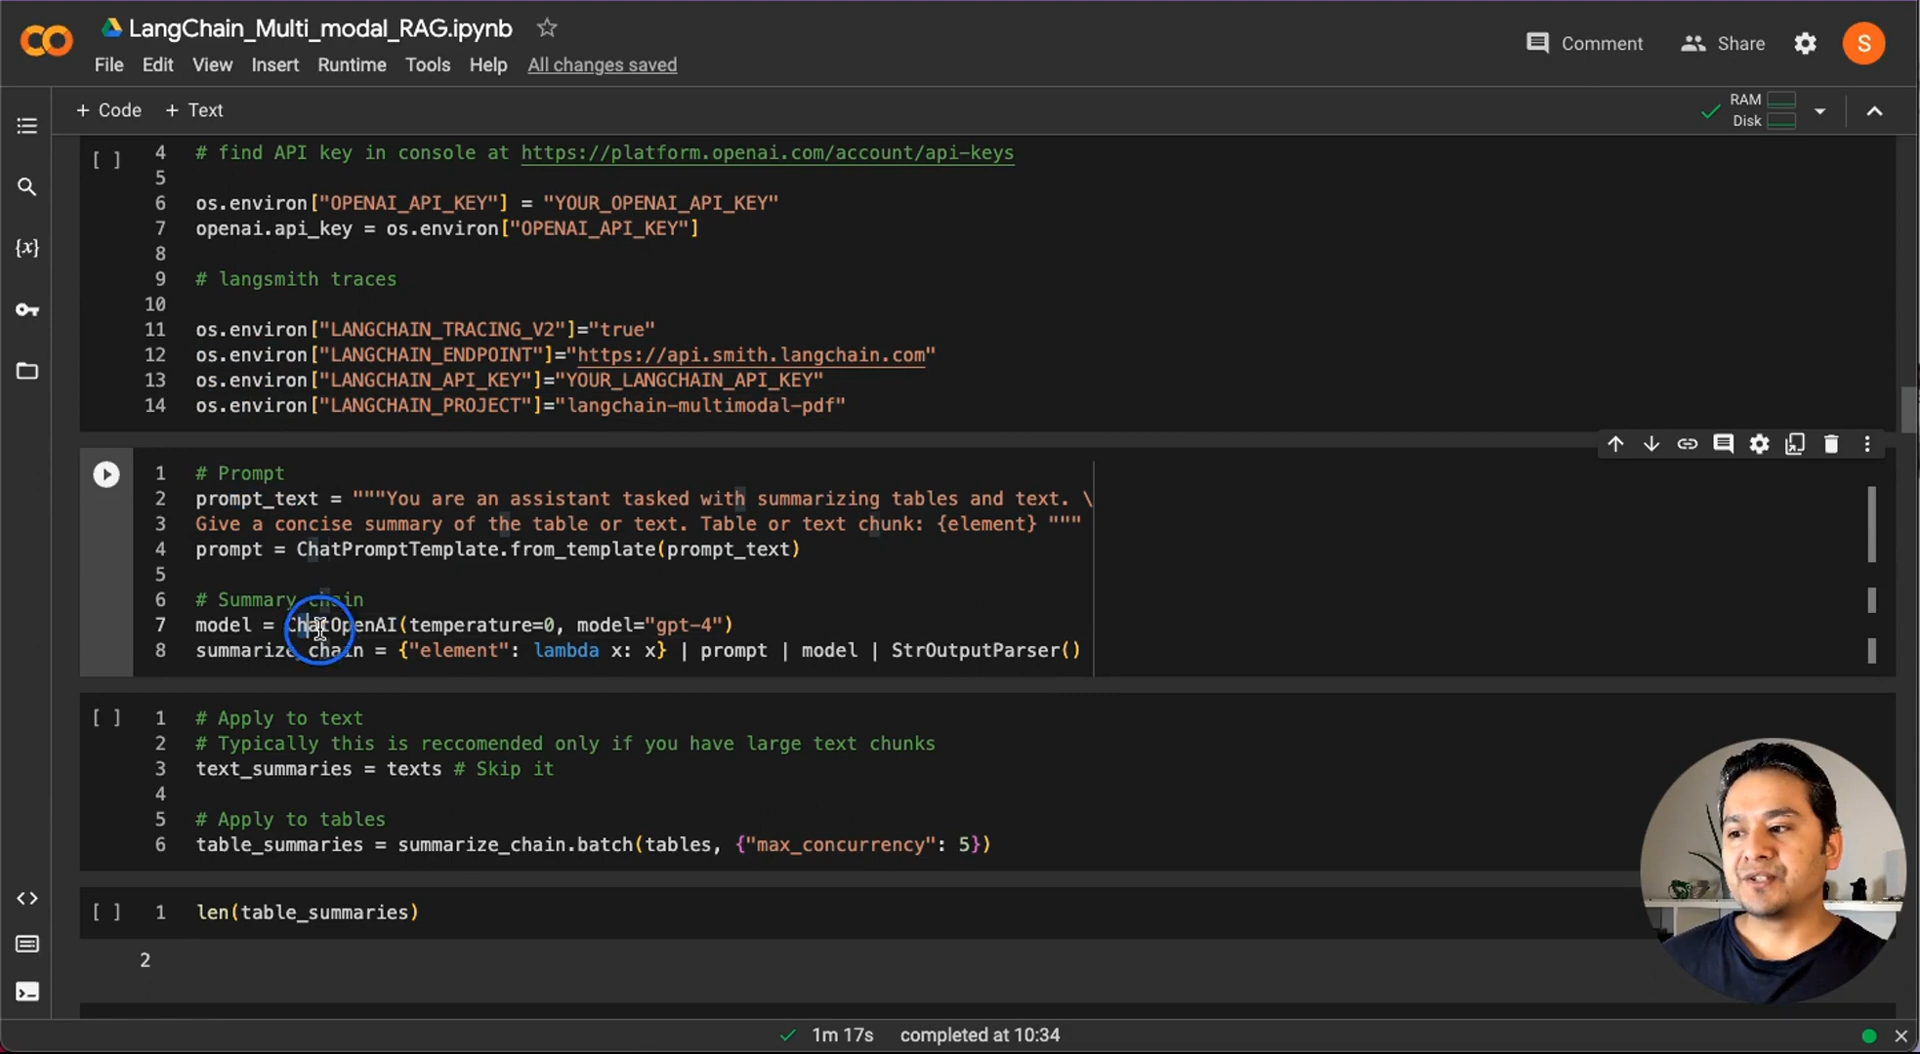 LangChain_Multi_modal_RAG.ipynb
Comment
Share
S
File Edit View Insert Runtime Tools Help All changes saved
+ Code + Text
RAM
Disk
[ ]
4 # find API key in console at https://platform.openai.com/account/api-keys
5
6 os.environ["OPENAI_API_KEY"] = "YOUR_OPENAI_API_KEY"
7 openai.api_key = os.environ["OPENAI_API_KEY"]
8
9 # langsmith traces
10
11 os.environ["LANGCHAIN_TRACING_V2"]="true"
12 os.environ["LANGCHAIN_ENDPOINT"]="https://api.smith.langchain.com"
13 os.environ["LANGCHAIN_API_KEY"]="YOUR_LANGCHAIN_API_KEY"
14 os.environ["LANGCHAIN_PROJECT"]="langchain-multimodal-pdf"
1 # Prompt
2 prompt_text = """You are an assistant tasked with summarizing tables and text. \
3 Give a concise summary of the table or text. Table or text chunk: {element} """
4 prompt = ChatPromptTemplate.from_template(prompt_text)
5
6 # Summary chain
7 model = ChatOpenAI(temperature=0, model="gpt-4")
8 summarize_chain = {"element": lambda x: x} | prompt | model | StrOutputParser()
[ ]
1 # Apply to text
2 # Typically this is reccomended only if you have large text chunks
3 text_summaries = texts # Skip it
4
5 # Apply to tables
6 table_summaries = summarize_chain.batch(tables, {"max_concurrency": 5})
[ ]
1 len(table_summaries)
2
1m 17s completed at 10:34